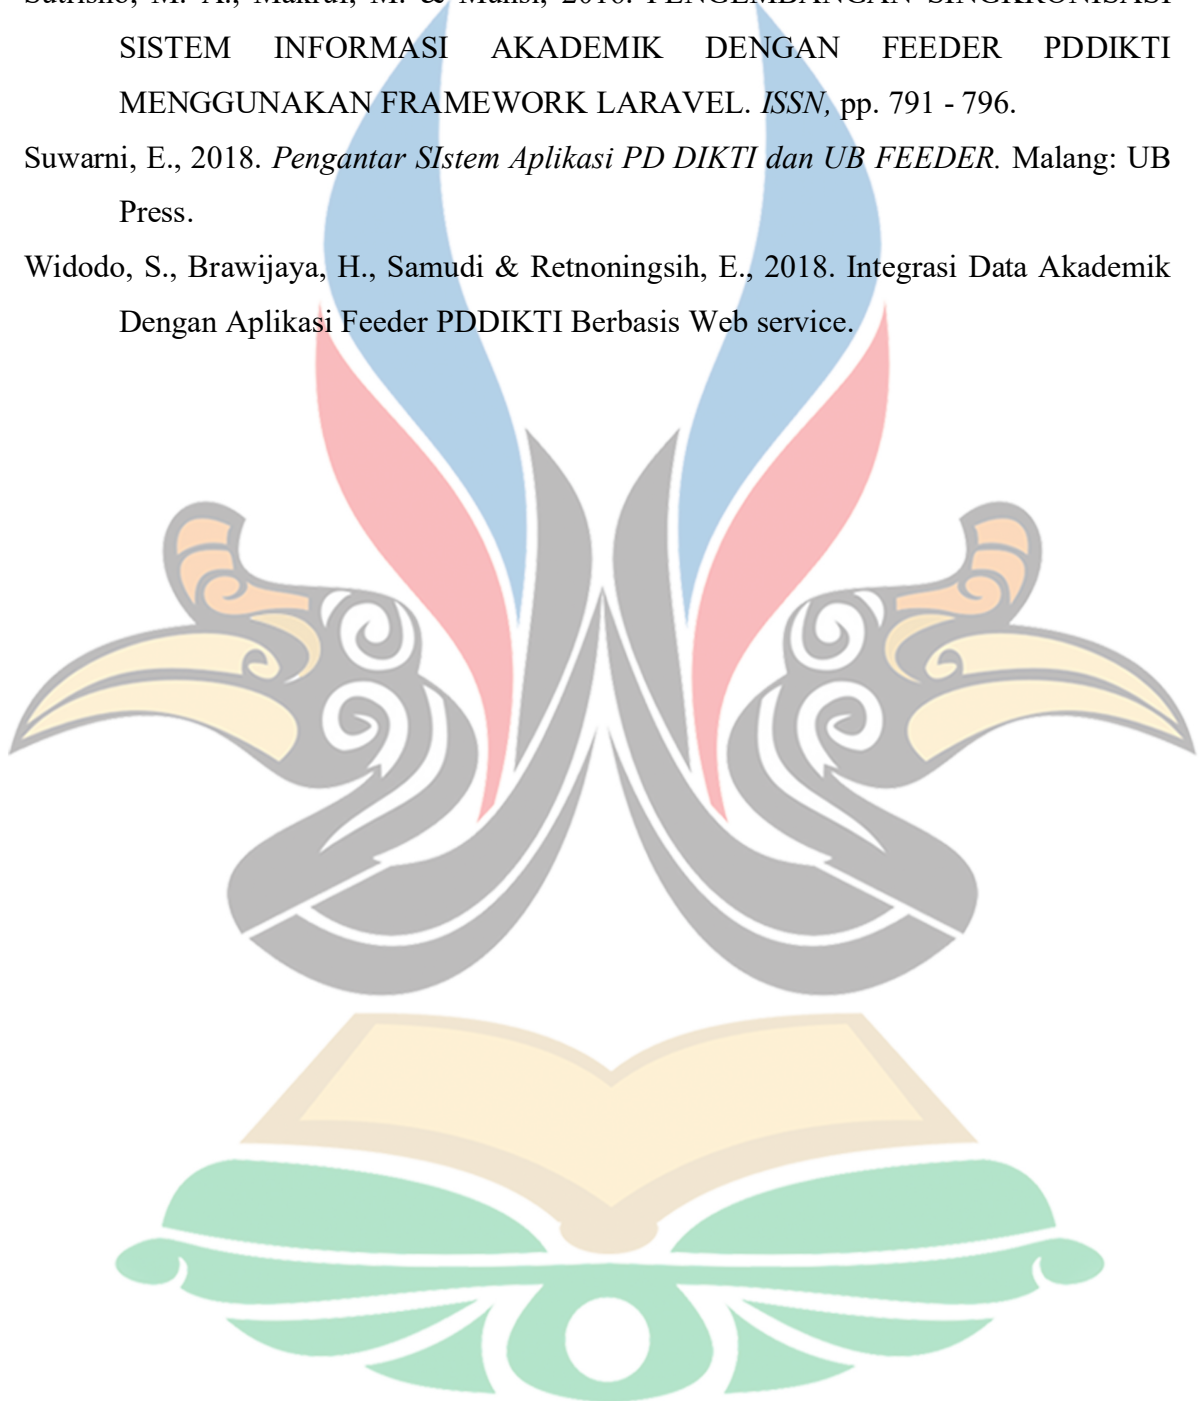 SISTEM INFORMASI AKADEMIK DENGAN FEEDER PDDIKTI
MENGGUNAKAN FRAMEWORK LARAVEL. ISSN, pp. 791 - 796.
Suwarni, E., 2018. Pengantar SIstem Aplikasi PD DIKTI dan UB FEEDER. Malang: UB
Press.
Widodo, S., Brawijaya, H., Samudi & Retnoningsih, E., 2018. Integrasi Data Akademik
Dengan Aplikasi Feeder PDDIKTI Berbasis Web service.